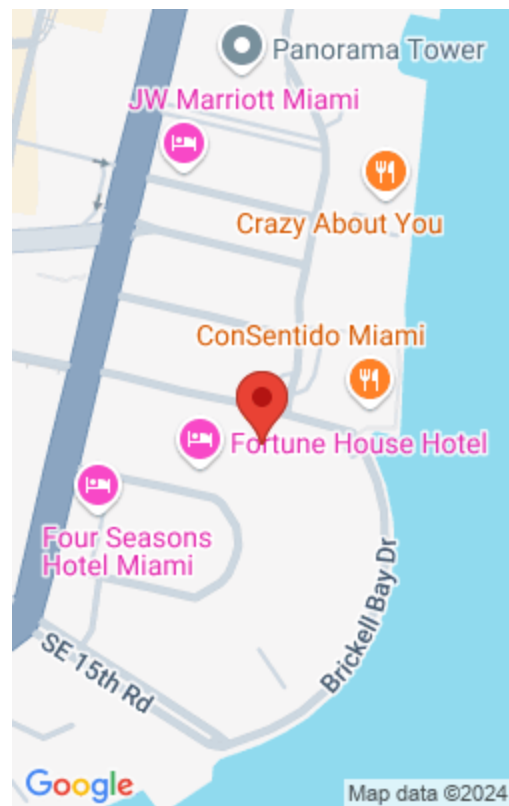 Panorama Tower
JW Marriott Miami
Crazy About You
ConSentido Miami
Fortune House Hotel
Four Seasons
Hotel Miami
Brickell Bay Dr
SE 15th Rd
Google
Map data ©2024